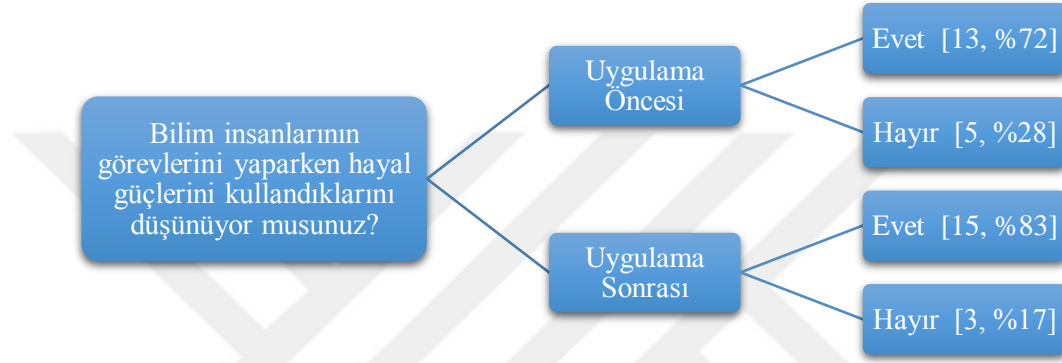 Bilim insanlarının
görevlerini yaparken hayal
güçlerini kullandıklarını
düşünüyor musunuz?
Uygulama
Öncesi
Evet [13, %72]
Hayır [5, %28]
Uygulama
Sonrası
Evet [15, %83]
Hayır [3, %17]